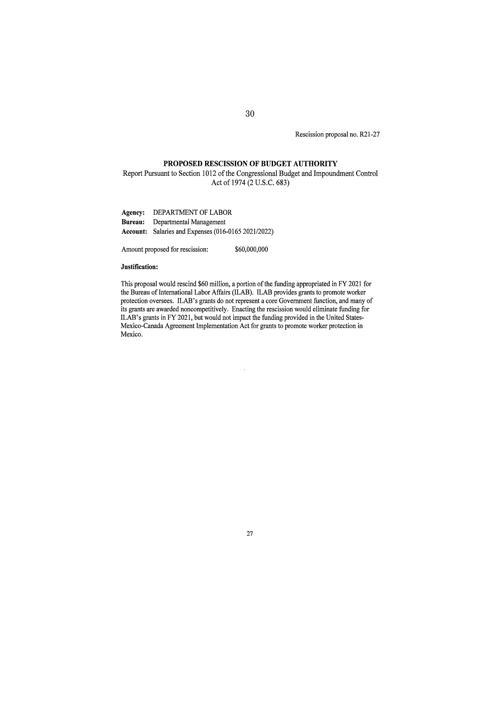 30
Rescission proposal no. R21-27
PROPOSED RESCISSION OF BUDGET AUTHORITY
Report Pursuant to Section 1012 of the Congressional Budget and Impoundment Control
Act of 1974 (2 U.S.C. 683)
Agency: DEPARTMENT OF LABOR
Bureau: Departmental Management
Account: Salaries and Expenses (016-0165 2021/2022)
Amount proposed for rescission: $60,000,000
Justification:
This proposal would rescind $60 million, a portion of the funding appropriated in FY 2021 for
the Bureau of International Labor Affairs (ILAB). ILAB provides grants to promote worker
protection oversees. ILAB's grants do not represent a core Government function, and many of
its grants are awarded noncompetitively. Enacting the rescission would eliminate funding for
ILAB's grants in FY 2021, but would not impact the funding provided in the United States-
Mexico-Canada Agreement Implementation Act for grants to promote worker protection in
Mexico.
27